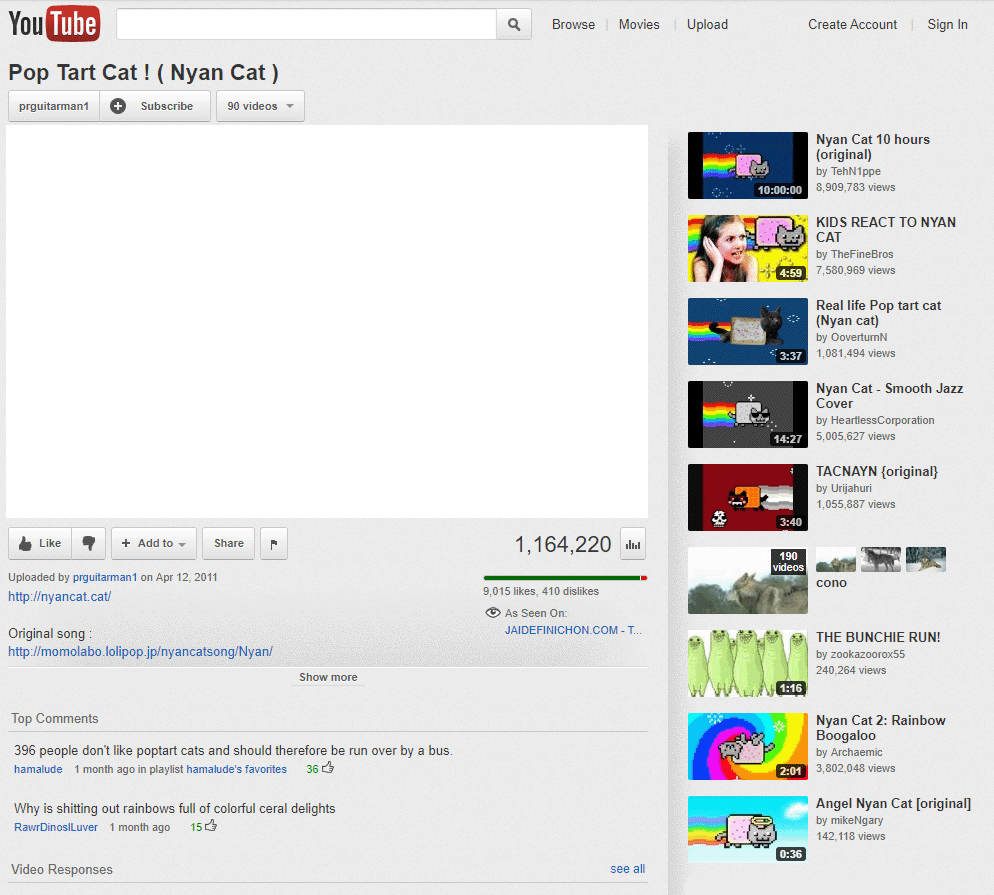 YouTube
Browse
Movies
Upload
Create Account
Sign In
Pop Tart Cat ! ( Nyan Cat )
prguitarman1
Subscribe
90 videos
Like
Add to
Share
1,164,220
Uploaded by prguitarman1 on Apr 12, 2011
http://nyancat.cat/
Original song :
http://momolabo.lolipop.jp/nyancatsong/Nyan/
9,015 likes, 410 dislikes
As Seen On:
JAIDEFINICHON.COM - T...
Show more
Top Comments
396 people don't like poptart cats and should therefore be run over by a bus.
hamalude 1 month ago in playlist hamalude's favorites 36
Why is shitting out rainbows full of colorful ceral delights
RawrDinosILuver 1 month ago 15
Video Responses
see all
10:00:00
Nyan Cat 10 hours
(original)
by TehN1ppe
8,909,783 views
4:59
KIDS REACT TO NYAN
CAT
by TheFineBros
7,580,969 views
3:37
Real life Pop tart cat
(Nyan cat)
by OoverturnN
1,081,494 views
14:27
Nyan Cat - Smooth Jazz
Cover
by HeartlessCorporation
5,005,627 views
3:40
TACNAYN {original}
by Urijahuri
1,055,887 views
190
videos
cono
1:16
THE BUNCHIE RUN!
by zookazoorox55
240,264 views
2:01
Nyan Cat 2: Rainbow
Boogaloo
by Archaemic
3,802,048 views
0:36
Angel Nyan Cat [original]
by mikeNgary
142,118 views